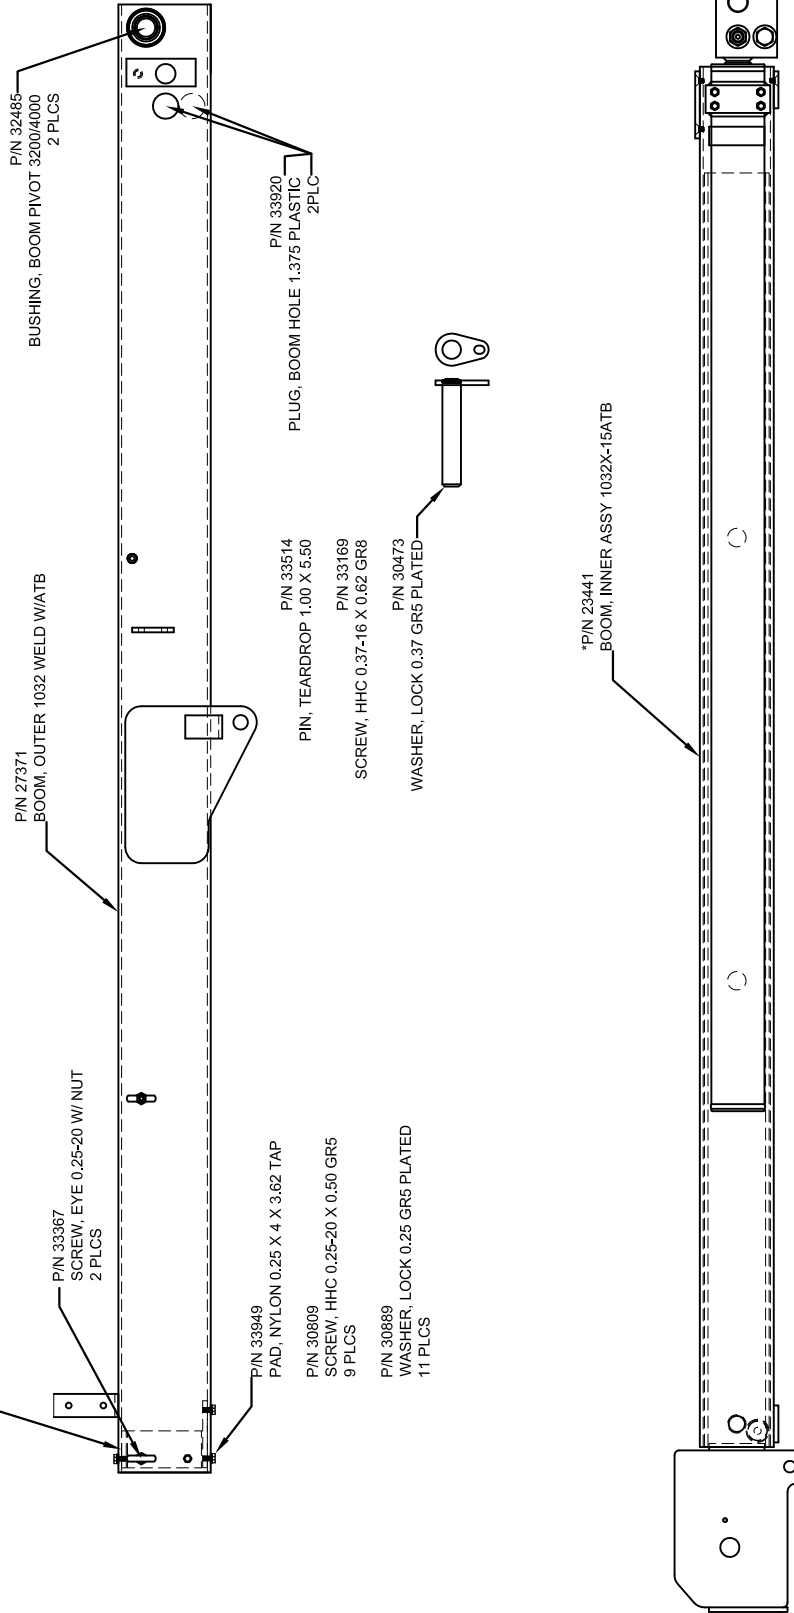 P/N 32485
BUSHING, BOOM PIVOT 3200/4000
2 PLCS
P/N 33920
PLUG, BOOM HOLE 1.375 PLASTIC
2PLC
P/N 27371
BOOM, OUTER 1032 WELD W/ATB
P/N 33514
PIN, TEARDROP 1.00 X 5.50
P/N 33169
SCREW, HHC 0.37-16 X 0.62 GR8
P/N 30473
WASHER, LOCK 0.37 GR5 PLATED
*P/N 23441
BOOM, INNER ASSY 1032X-15ATB
P/N 33367
SCREW, EYE 0.25-20 W/ NUT
2 PLCS
P/N 33949
PAD, NYLON 0.25 X 4 X 3.62 TAP
P/N 30809
SCREW, HHC 0.25-20 X 0.50 GR5
9 PLCS
P/N 30889
WASHER, LOCK 0.25 GR5 PLATED
11 PLCS